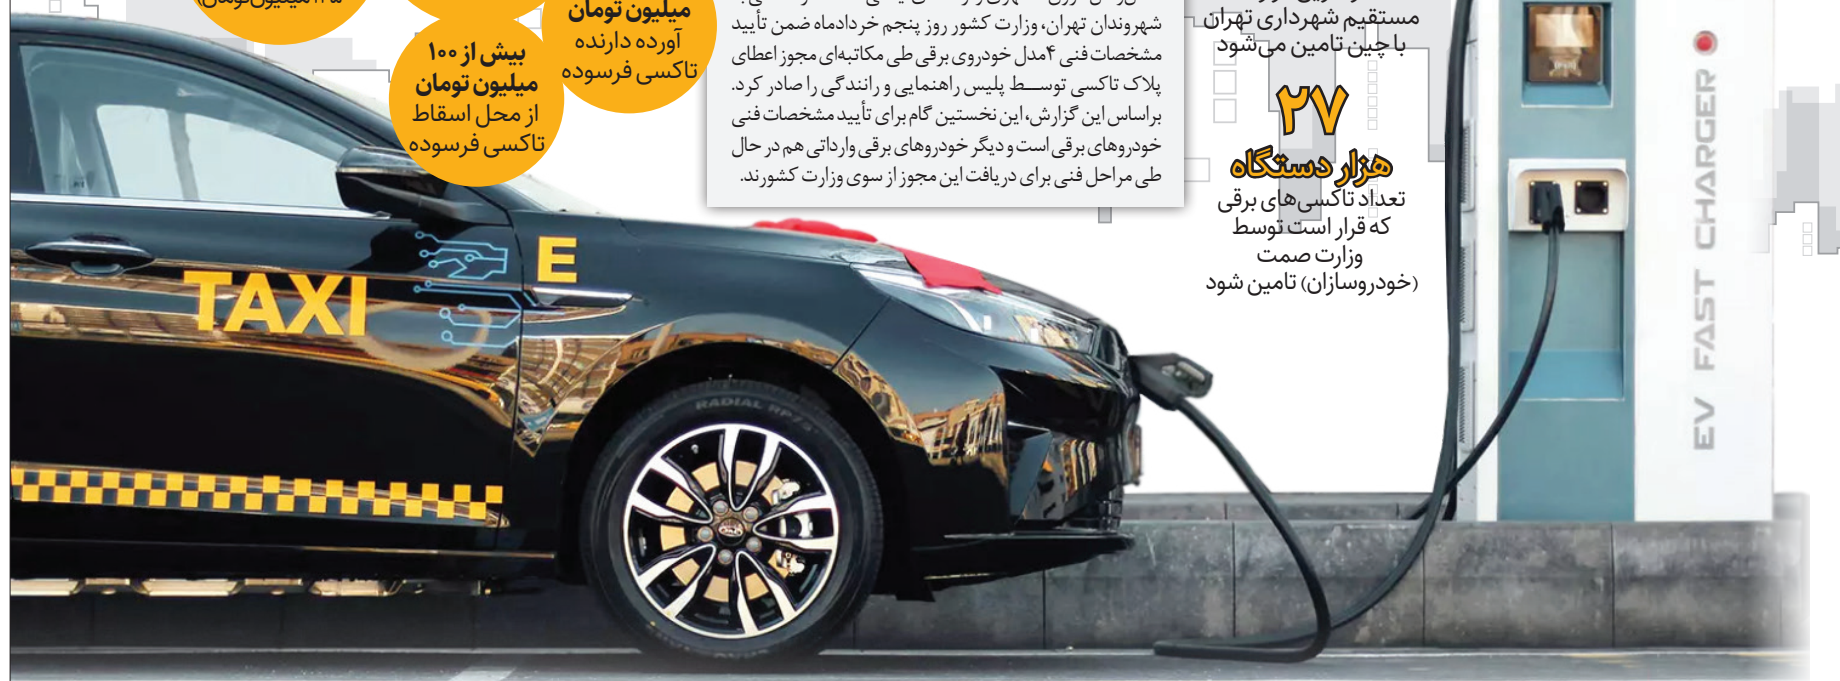 مستقیم شهرداری تهران
با چین تامین می‌شود
۲۷
هزار دستگاه
تعداد تاکسی‌های برقی
که قرار است توسط
وزارت صمت
(خودروسازان) تامین شود
شهروندان تهران، وزارت کشور روز پنجم خردادماه ضمن تأیید
مشخصات فنی ۴مدل خودروی برقی طی مکاتبه‌ای مجوز اعطای
پلاک تاکسی توسط پلیس راهنمایی و رانندگی را صادر کرد.
براساس این گزارش، این نخستین گام برای تأیید مشخصات فنی
خودروهای برقی است و دیگر خودروهای برقی وارداتی هم در حال
طی مراحل فنی برای دریافت این مجوز از سوی وزارت کشورند.
میلیون تومان
آورده دارنده
تاکسی فرسوده
بیش از ۱۰۰
میلیون تومان
از محل اسقاط
تاکسی فرسوده
TAXI
E
RADIAL
EV FAST CHARGER